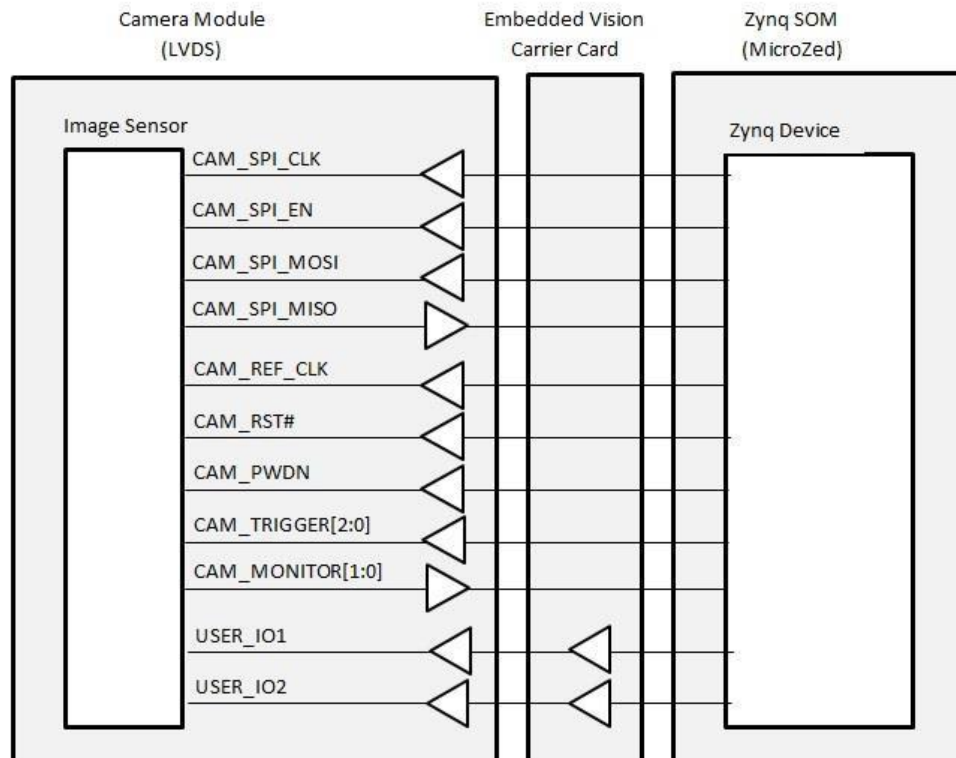 Camera Module
(LVDS)
Embedded Vision
Carrier Card
Zynq SOM
(MicroZed)
Image Sensor
Zynq Device
CAM_SPI_CLK
CAM_SPI_EN
CAM_SPI_MOSI
CAM_SPI_MISO
CAM_REF_CLK
CAM_RST#
CAM_PWDN
CAM_TRIGGER[2:0]
CAM_MONITOR[1:0]
USER_IO1
USER_IO2